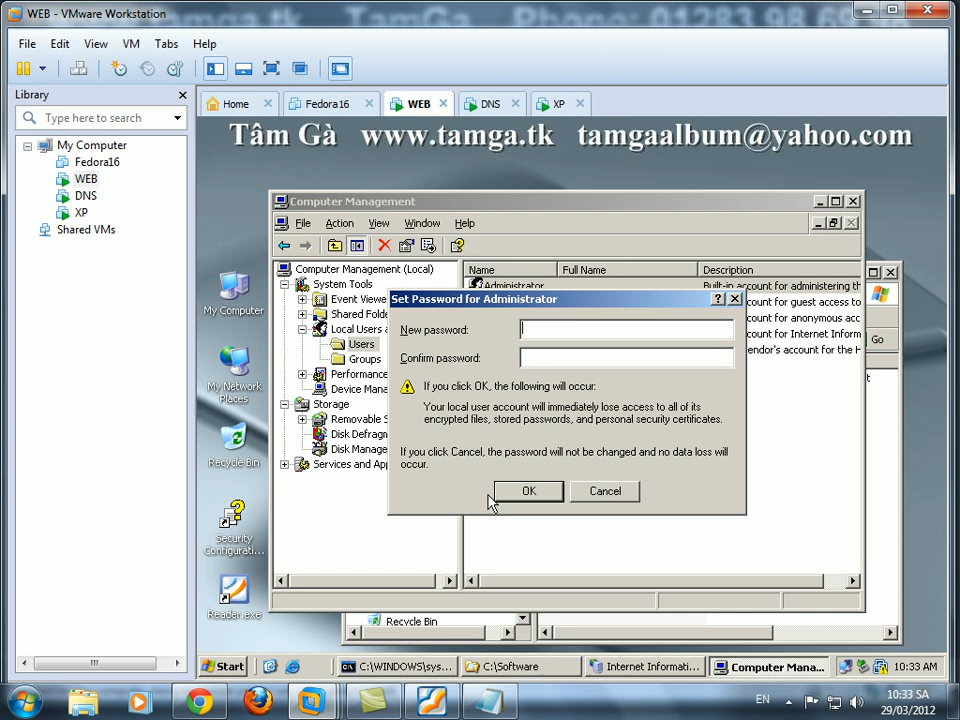 WEB - VMware Workstation
File Edit View VM Tabs Help
Library
Type here to search
My Computer
Fedora16
WEB
DNS
XP
Shared VMs
Home Fedora16 WEB DNS XP
Tâm Gà www.tamga.tk tamgaalbum@yahoo.com
My Computer
My Network Places
Recycle Bin
Security Configurati...
Reader.exe
Computer Management
File Action View Window Help
Computer Management (Local)
System Tools
Event Viewe
Shared Folde
Local Users a
Users
Groups
Performance
Device Mana
Storage
Removable S
Disk Defragm
Disk Manage
Services and App
Name Full Name Description
Administrator Built-in account for administering th
count for guest access to
count for anonymous acc
count for Internet Inform
endor's account for the H
Go
Set Password for Administrator
New password:
Confirm password:
If you click OK, the following will occur:
Your local user account will immediately lose access to all of its
encrypted files, stored passwords, and personal security certificates.
If you click Cancel, the password will not be changed and no data loss will
occur.
OK Cancel
Recycle Bin
Start C:\WINDOWS\sys... C:\Software Internet Informati... Computer Mana... 10:33 AM
EN 10:33 SA
29/03/2012